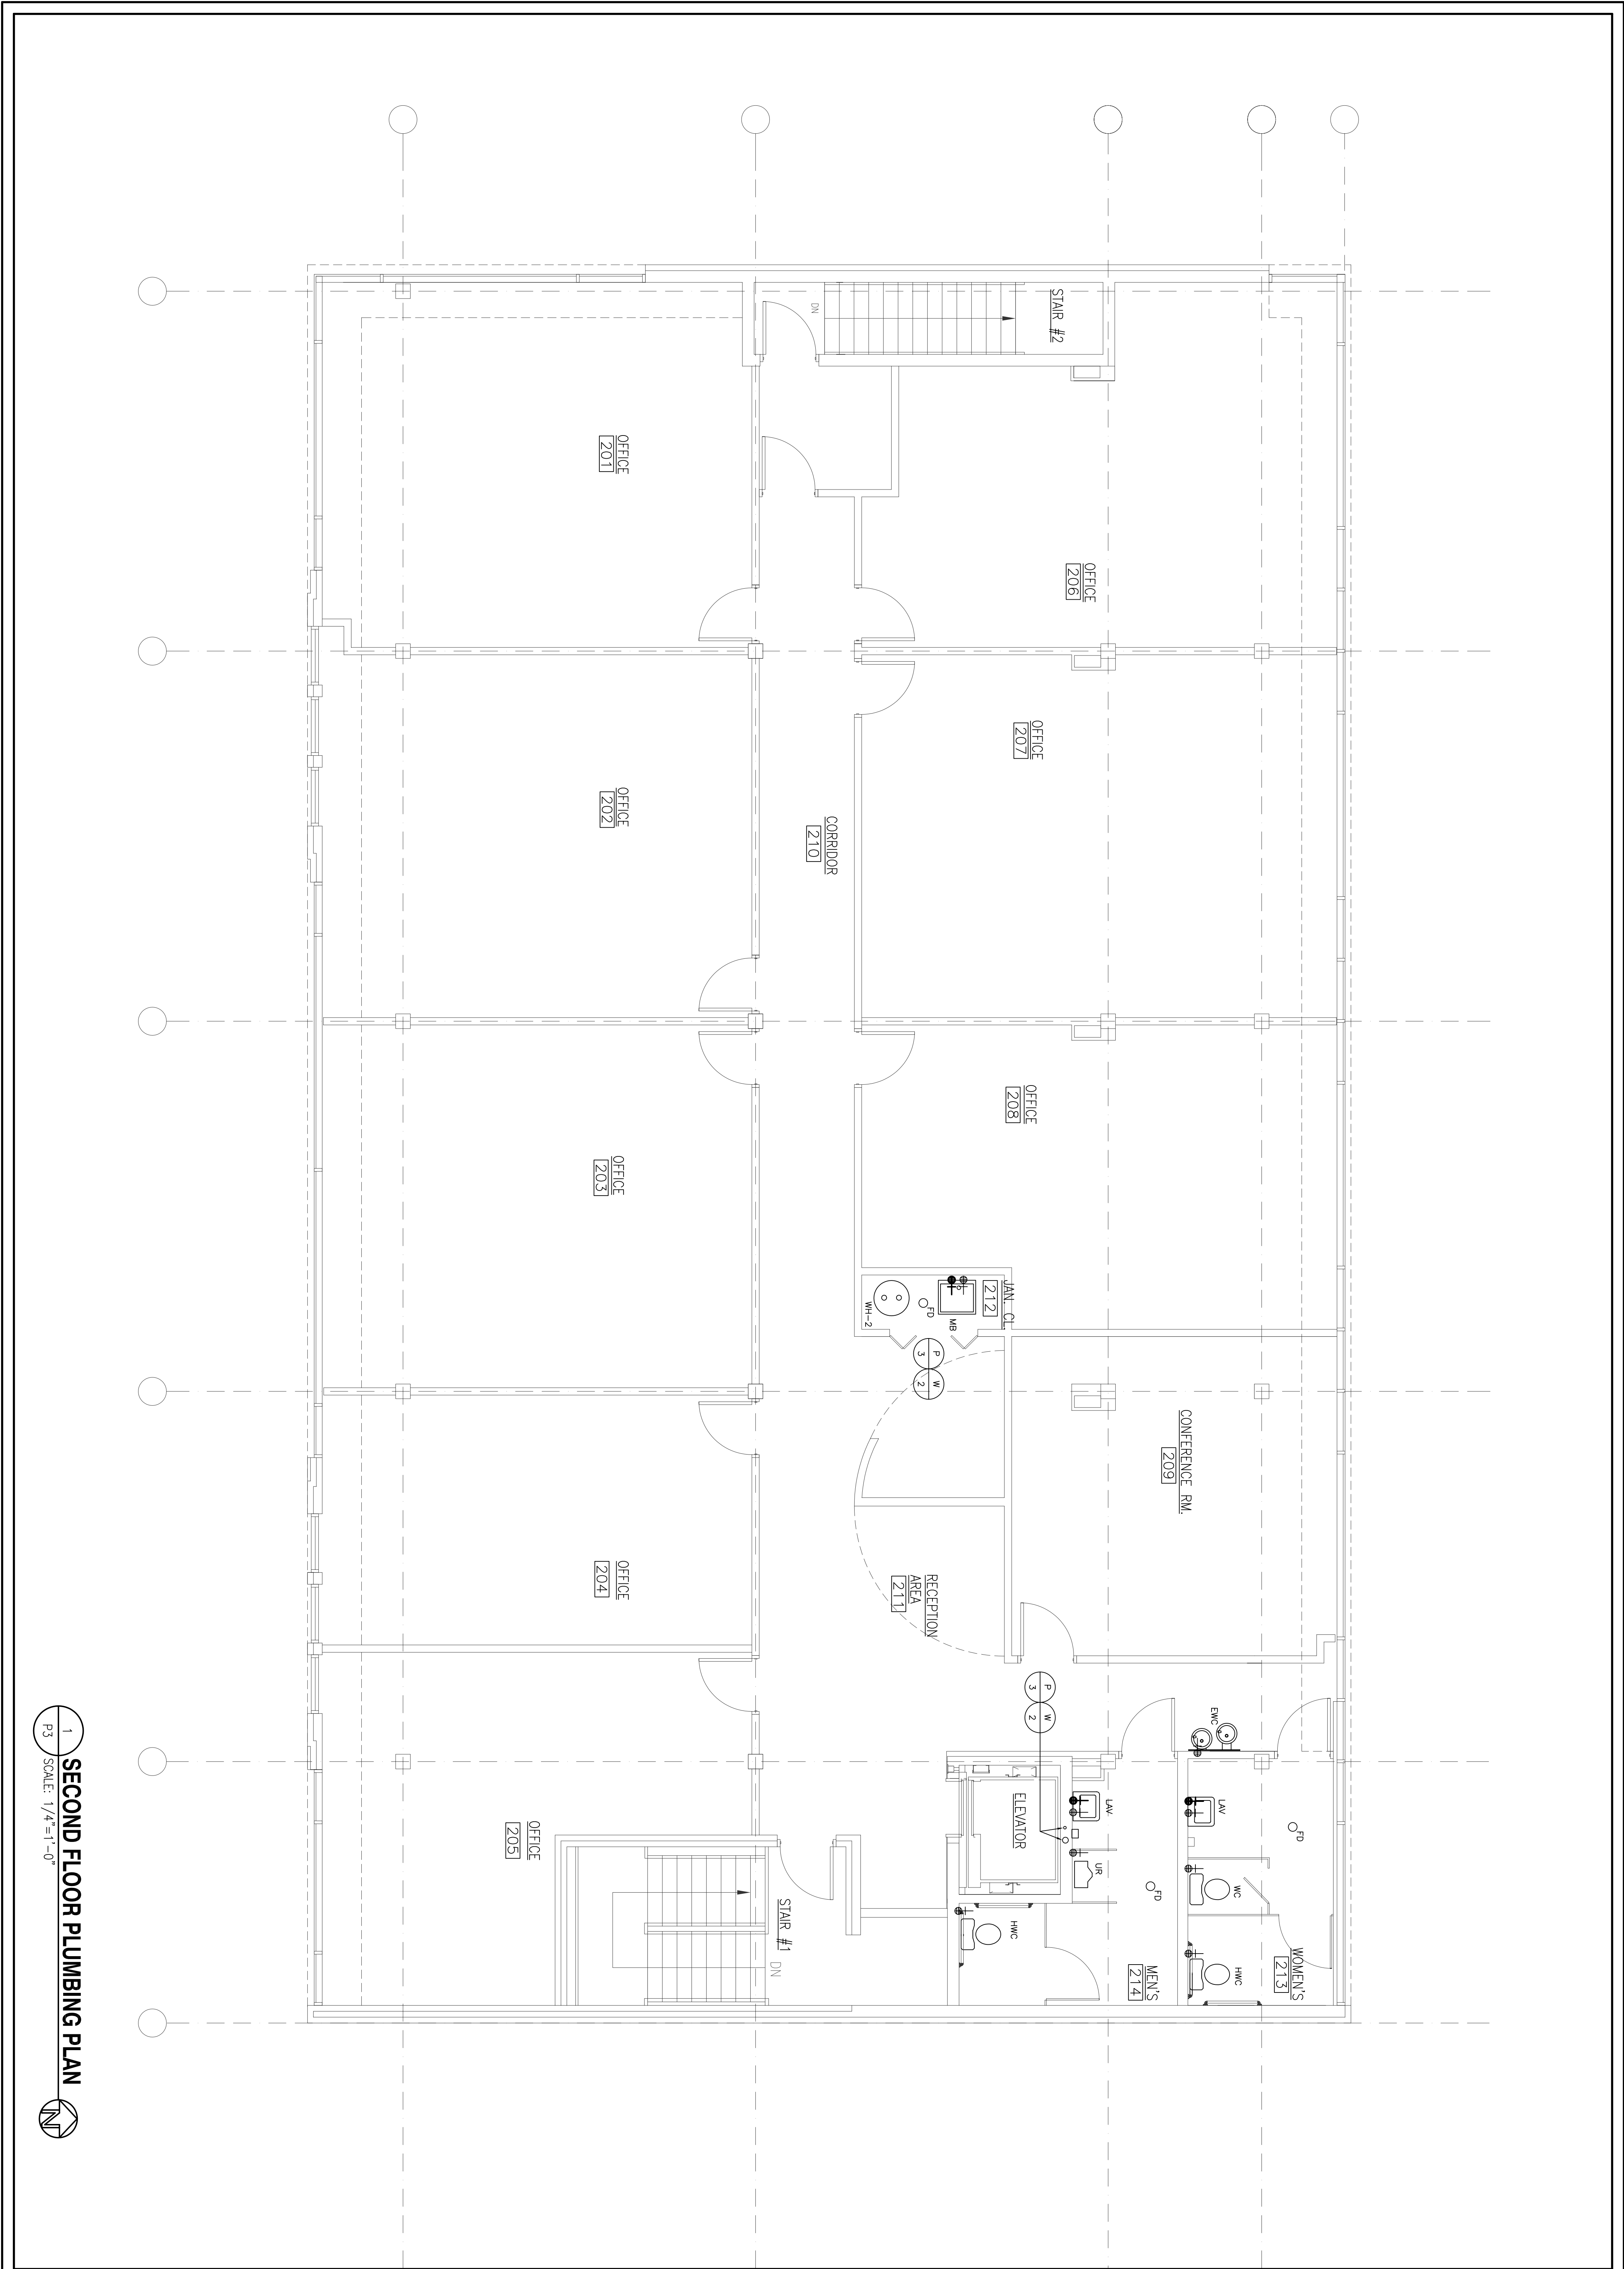 STAIR #2
DN
OFFICE
201
OFFICE
206
OFFICE
207
OFFICE
202
CORRIDOR
210
OFFICE
208
OFFICE
203
JAN. CL.
212
MB
FD
WH-2
P
3
W
2
CONFERENCE RM.
209
OFFICE
204
RECEPTION
AREA
211
P
3
W
2
EWC
LAV
FD
WC
HWC
WOMEN'S
213
LAV
UR
FD
HWC
MEN'S
214
ELEVATOR
OFFICE
205
STAIR #1
DN
1
P3
SECOND FLOOR PLUMBING PLAN
SCALE: 1/4"=1'-0"
N